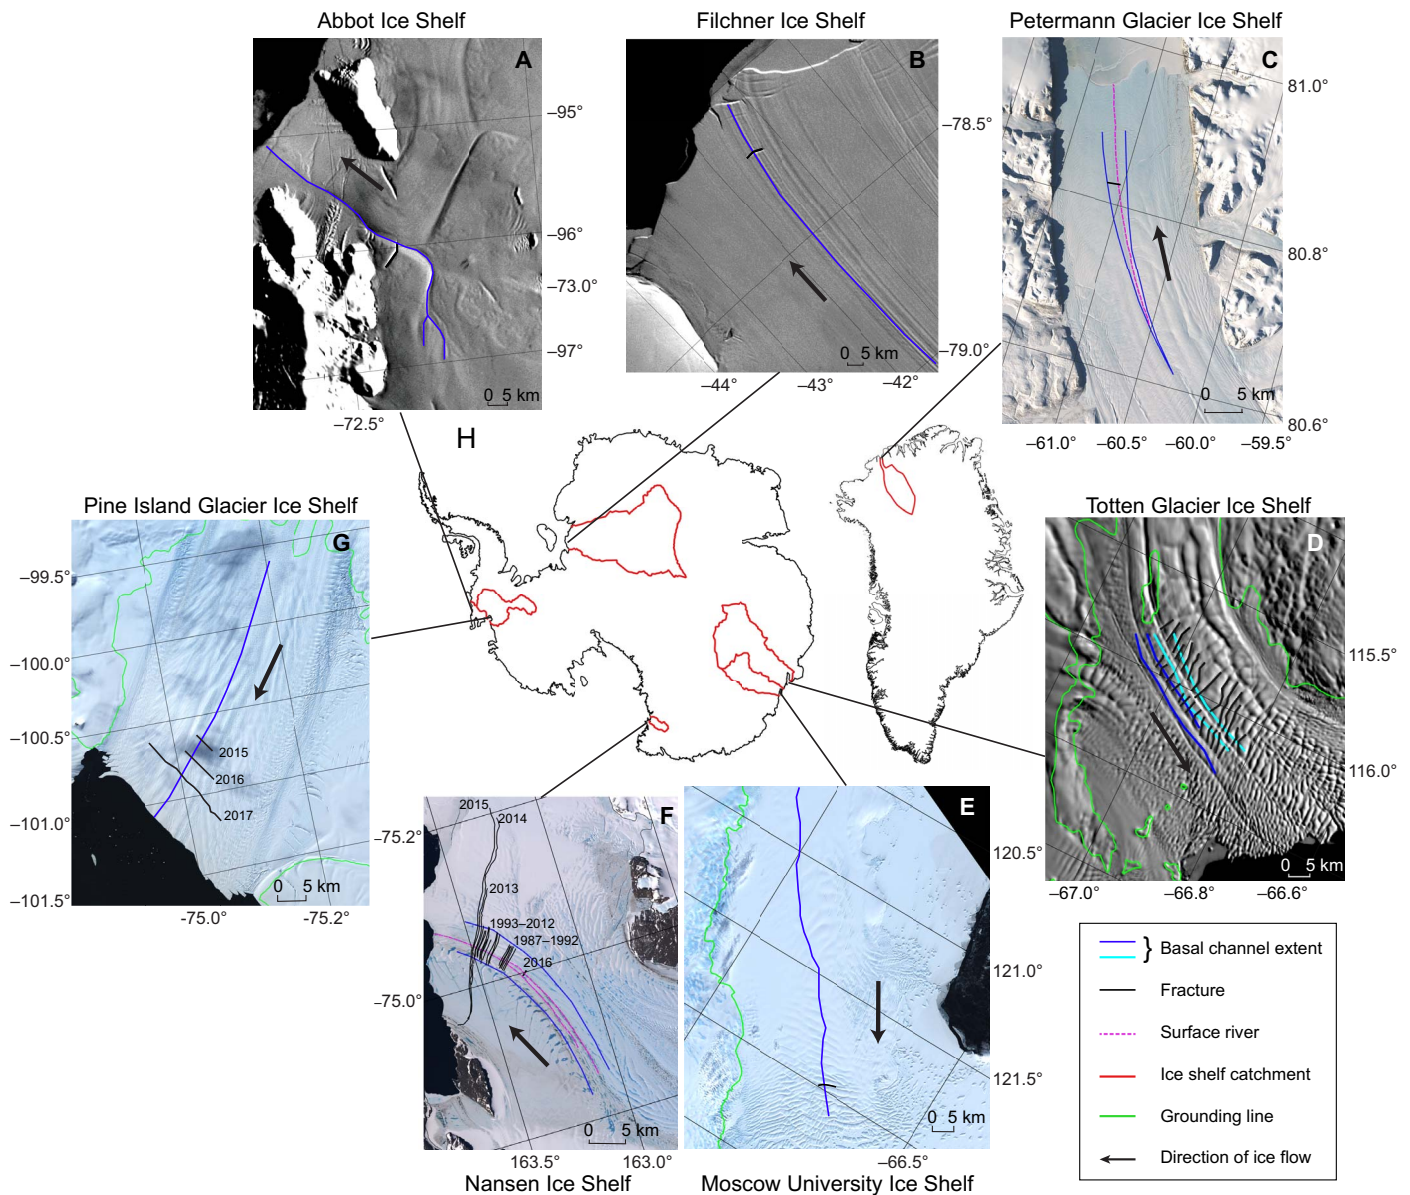 Abbot Ice Shelf
A
–95°
–96°
–73.0°
–97°
0 5 km
–72.5°
Filchner Ice Shelf
B
–78.5°
–79.0°
0 5 km
–44°
–43°
–42°
Petermann Glacier Ice Shelf
C
81.0°
80.8°
80.6°
0 5 km
–61.0°
–60.5°
–60.0°
–59.5°
H
Pine Island Glacier Ice Shelf
G
–99.5°
–100.0°
–100.5°
–101.0°
–101.5°
2015
2016
2017
0 5 km
-75.0°
-75.2°
Totten Glacier Ice Shelf
D
115.5°
116.0°
0 5 km
–67.0°
–66.8°
–66.6°
F
2015
2014
2013
1993–2012
1987–1992
2016
–75.2°
–75.0°
0 5 km
163.5°
163.0°
Nansen Ice Shelf
E
120.5°
121.0°
121.5°
0 5 km
–66.5°
Moscow University Ice Shelf
} Basal channel extent
Fracture
Surface river
Ice shelf catchment
Grounding line
Direction of ice flow